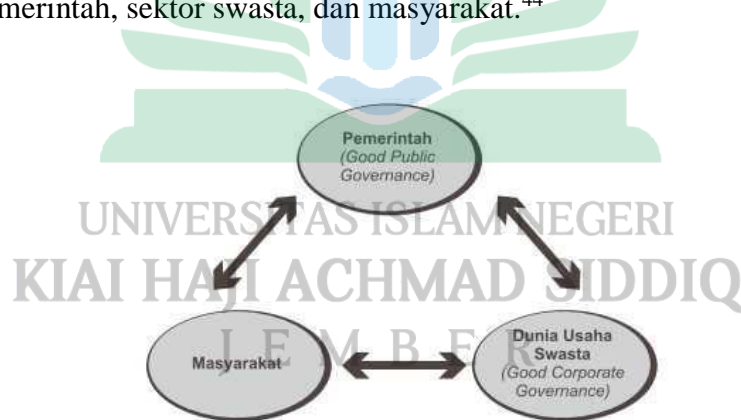 merintah, sektor swasta, dan masyarakat.44
Pemerintah
(Good Public
Governance)
UNIVERSITAS ISLAM NEGERI
KIAI HAJI ACHMAD SIDDIQ
JEMBER
Masyarakat
Dunia Usaha
Swasta
(Good Corporate
Governance)